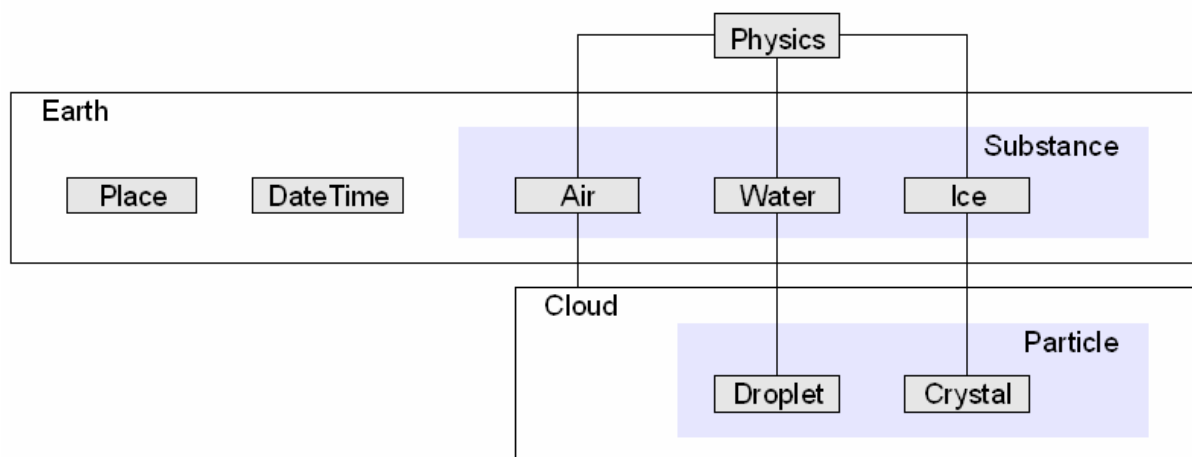 Physics
Earth
Substance
Place
DateTime
Air
Water
Ice
Cloud
Particle
Droplet
Crystal